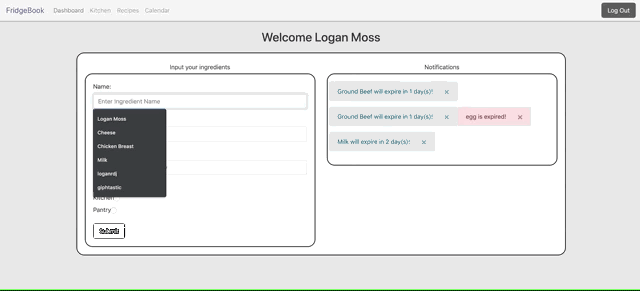 FridgeBook Dashboard Kitchen Recipes Calendar Log Out
Welcome Logan Moss
Input your ingredients
Name:
Enter Ingredient Name
Logan Moss
Cheese
Chicken Breast
Milk
loganrdj
giphtastic
Kitchen
Pantry
Notifications
Ground Beef will expire in 1 day(s)! ×
Ground Beef will expire in 1 day(s)! × egg is expired! ×
Milk will expire in 2 day(s)! ×